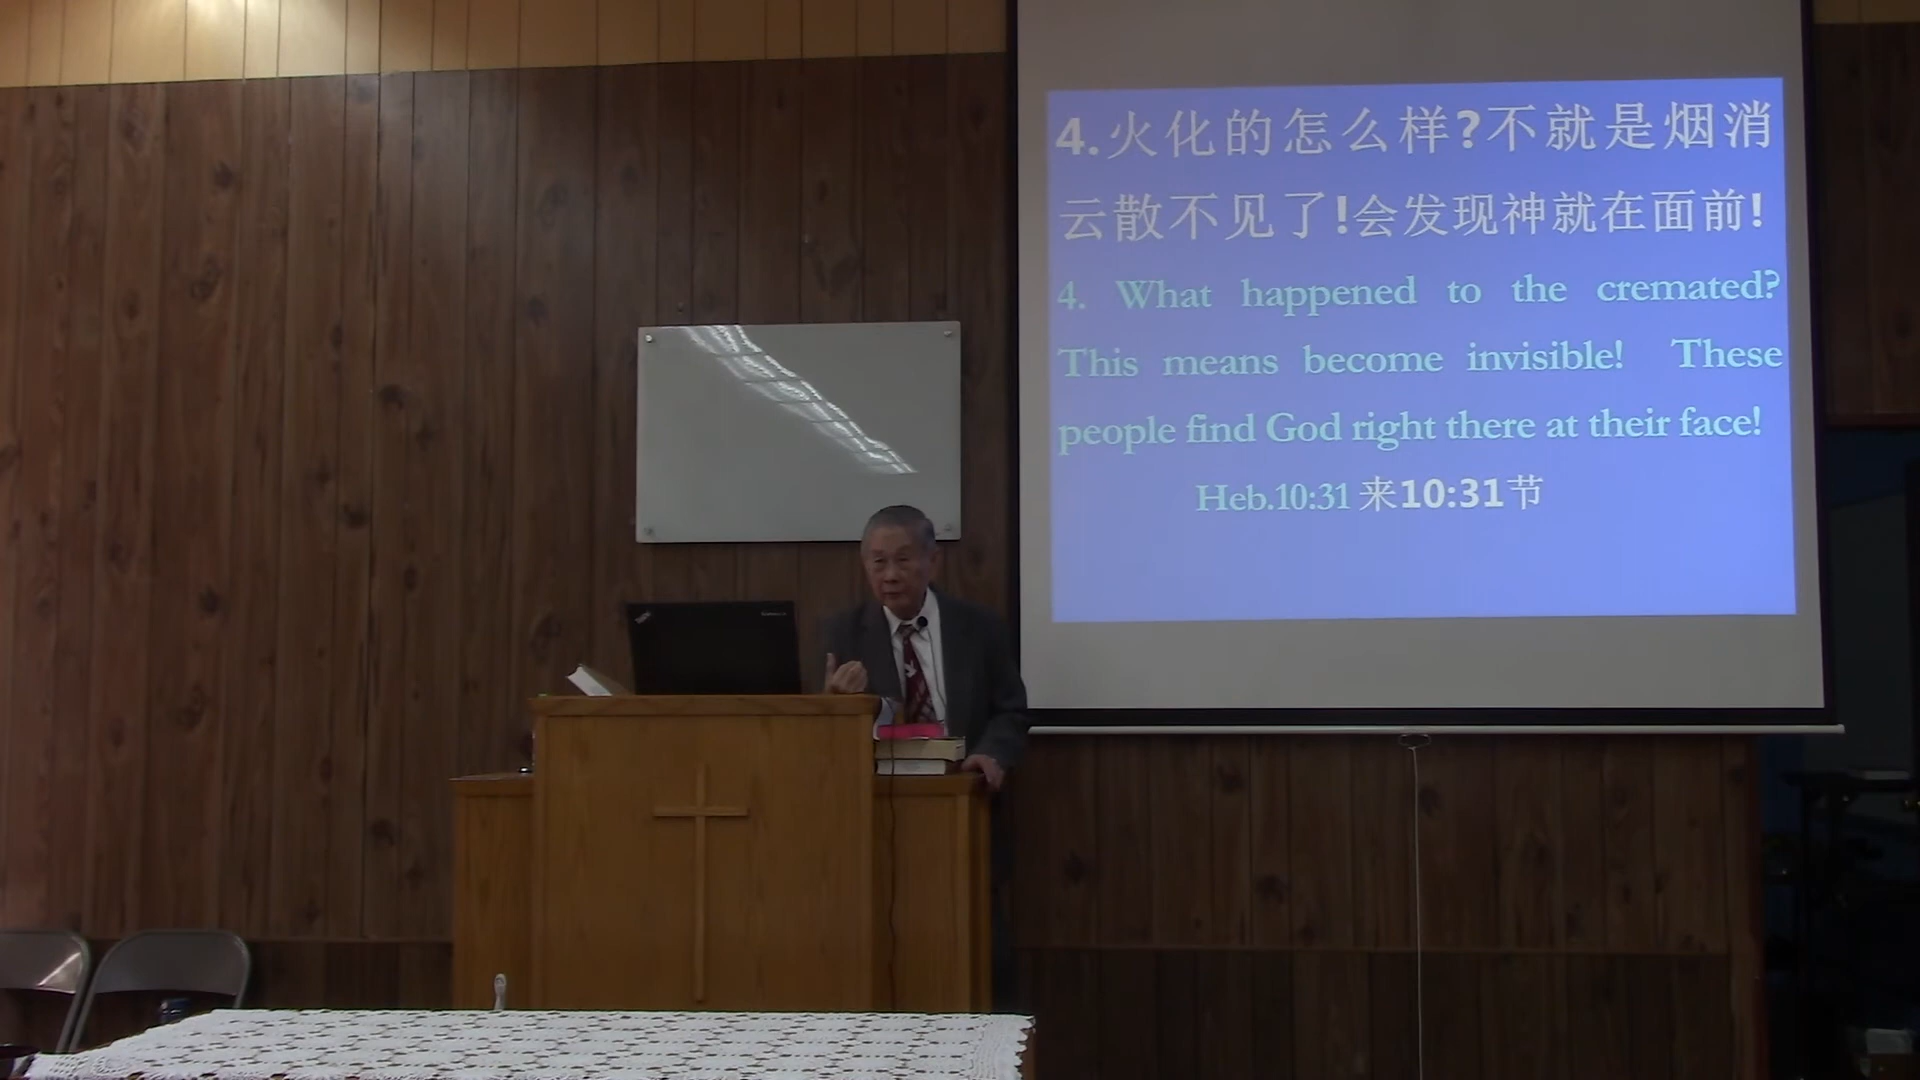 4.火化的怎么样?不就是烟消
云散不见了!会发现神就在面前!
4. What happened to the cremated?
This means become invisible! These
people find God right there at their face!
Heb.10:31 来10:31节